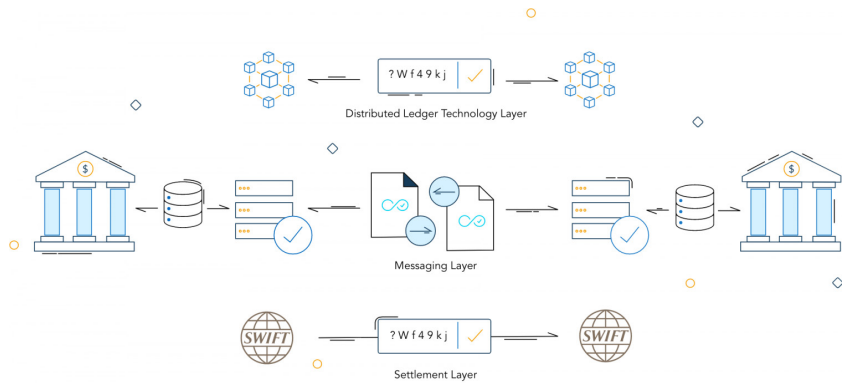 ?Wf49kj
Distributed Ledger Technology Layer
$
$
Messaging Layer
SWIFT
?Wf49kj
SWIFT
Settlement Layer